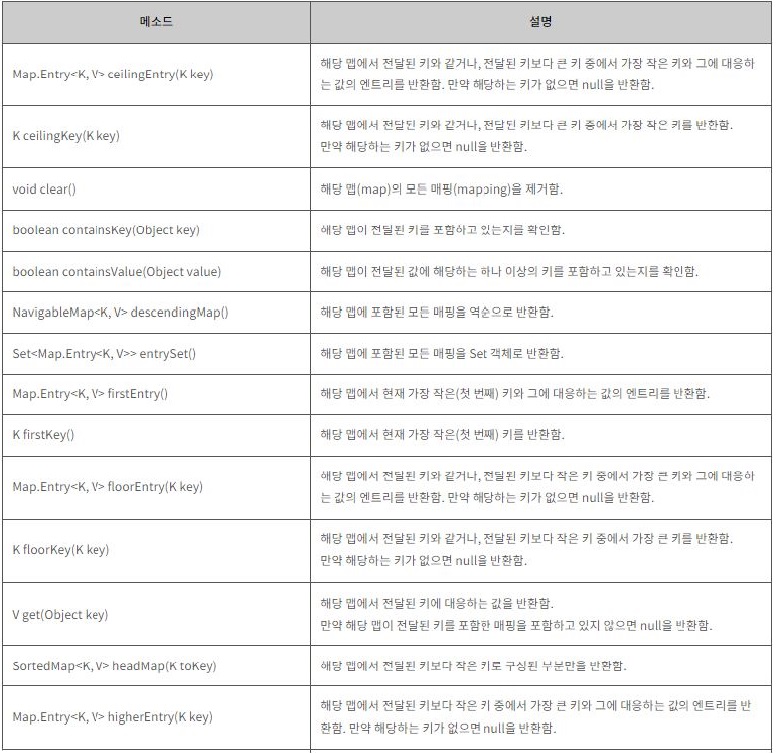 메소드
설명
Map.Entry<K, V> ceilingEntry(K key)
해당 맵에서 전달된 키와 같거나, 전달된 키보다 큰 키 중에서 가장 작은 키와 그에 대응하
는 값의 엔트리를 반환함. 만약 해당하는 키가 없으면 null을 반환함.
K ceilingKey(K key)
해당 맵에서 전달된 키와 같거나, 전달된 키보다 큰 키 중에서 가장 작은 키를 반환함.
만약 해당하는 키가 없으면 null을 반환함.
void clear()
해당 맵(map)의 모든 매핑(mapping)을 제거함.
boolean containsKey(Object key)
해당 맵이 전달된 키를 포함하고 있는지를 확인함.
boolean containsValue(Object value)
해당 맵이 전달된 값에 해당하는 하나 이상의 키를 포함하고 있는지를 확인함.
NavigableMap<K, V> descendingMap()
해당 맵에 포함된 모든 매핑을 역순으로 반환함.
Set<Map.Entry<K, V>> entrySet()
해당 맵에 포함된 모든 매핑을 Set 객체로 반환함.
Map.Entry<K, V> firstEntry()
해당 맵에서 현재 가장 작은(첫 번째) 키와 그에 대응하는 값의 엔트리를 반환함.
K firstKey()
해당 맵에서 현재 가장 작은(첫 번째) 키를 반환함.
Map.Entry<K, V> floorEntry(K key)
해당 맵에서 전달된 키와 같거나, 전달된 키보다 작은 키 중에서 가장 큰 키와 그에 대응하
는 값의 엔트리를 반환함. 만약 해당하는 키가 없으면 null을 반환함.
K floorKey(K key)
해당 맵에서 전달된 키와 같거나, 전달된 키보다 작은 키 중에서 가장 큰 키를 반환함.
만약 해당하는 키가 없으면 null을 반환함.
V get(Object key)
해당 맵에서 전달된 키에 대응하는 값을 반환함.
만약 해당 맵이 전달된 키를 포함한 매핑을 포함하고 있지 않으면 null을 반환함.
SortedMap<K, V> headMap(K toKey)
해당 맵에서 전달된 키보다 작은 키로 구성된 부분만을 반환함.
Map.Entry<K, V> higherEntry(K key)
해당 맵에서 전달된 키보다 작은 키 중에서 가장 큰 키와 그에 대응하는 값의 엔트리를 반
환함. 만약 해당하는 키가 없으면 null을 반환함.